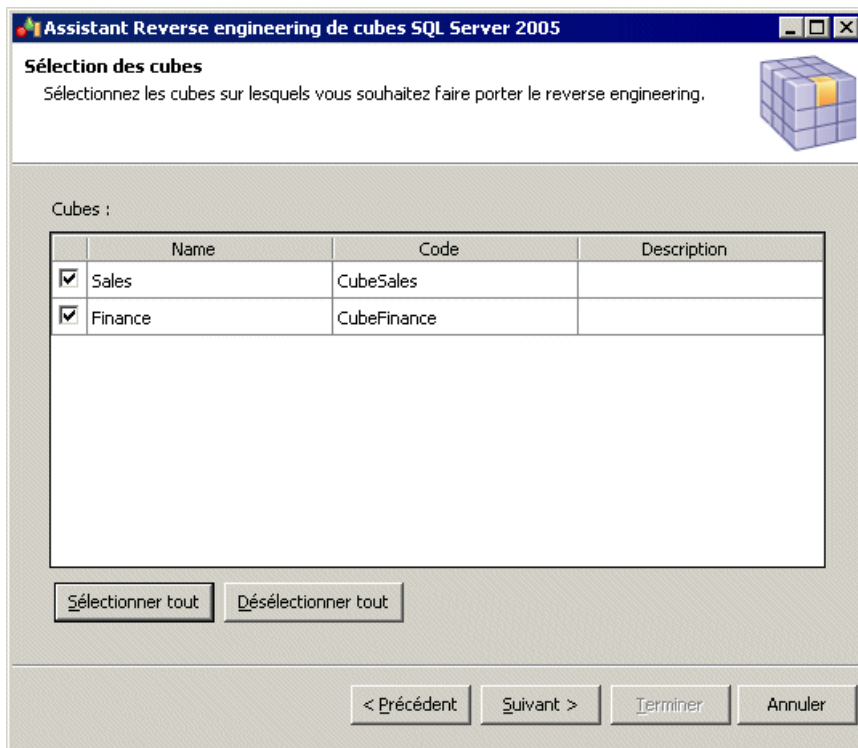 Assistant Reverse engineering de cubes SQL Server 2005
Sélection des cubes
Sélectionnez les cubes sur lesquels vous souhaitez faire porter le reverse engineering.
Cubes :
Name Code Description
Sales CubeSales
Finance CubeFinance
Sélectionner tout Désélectionner tout
< Précédent Suivant > Terminer Annuler